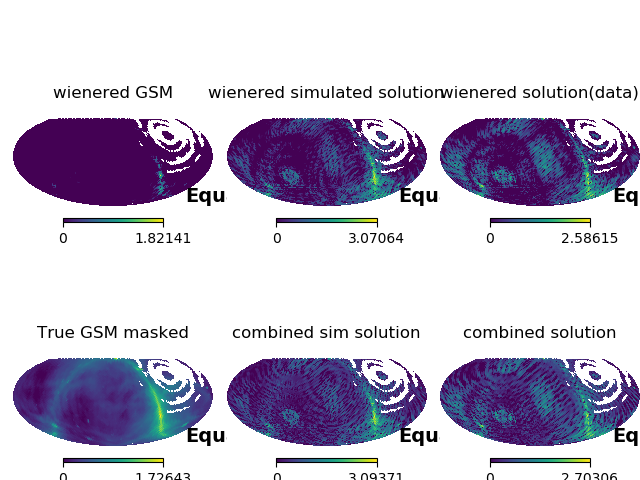 wienered GSM
wienered simulated solution
wienered solution(data)
Equ
Equ
Eq
0 1.82141
0 3.07064
0 2.58615
True GSM masked
combined sim solution
combined solution
Equ
Equ
Eq
0 1.72643
0 3.09371
0 2.70306